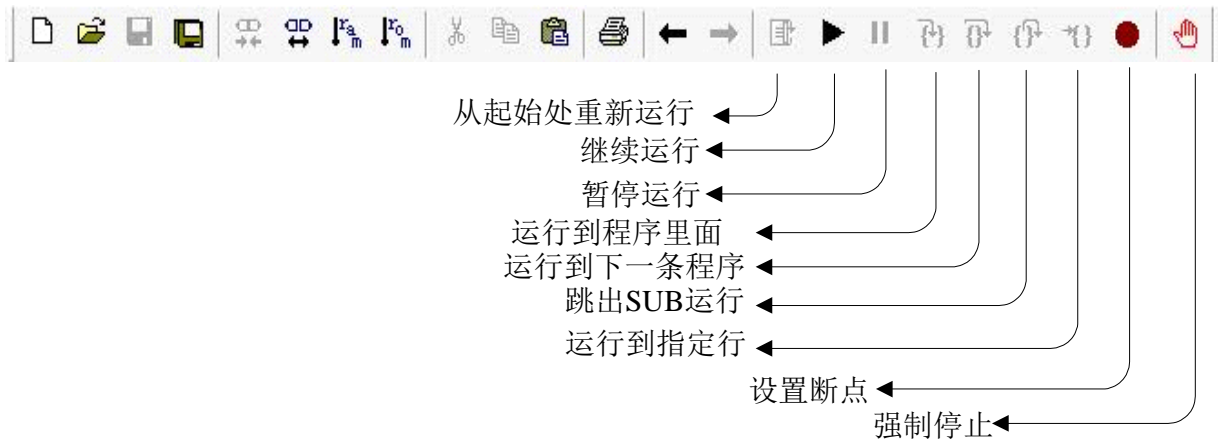 ram
rom
从起始处重新运行
继续运行
暂停运行
运行到程序里面
运行到下一条程序
跳出SUB运行
运行到指定行
设置断点
强制停止